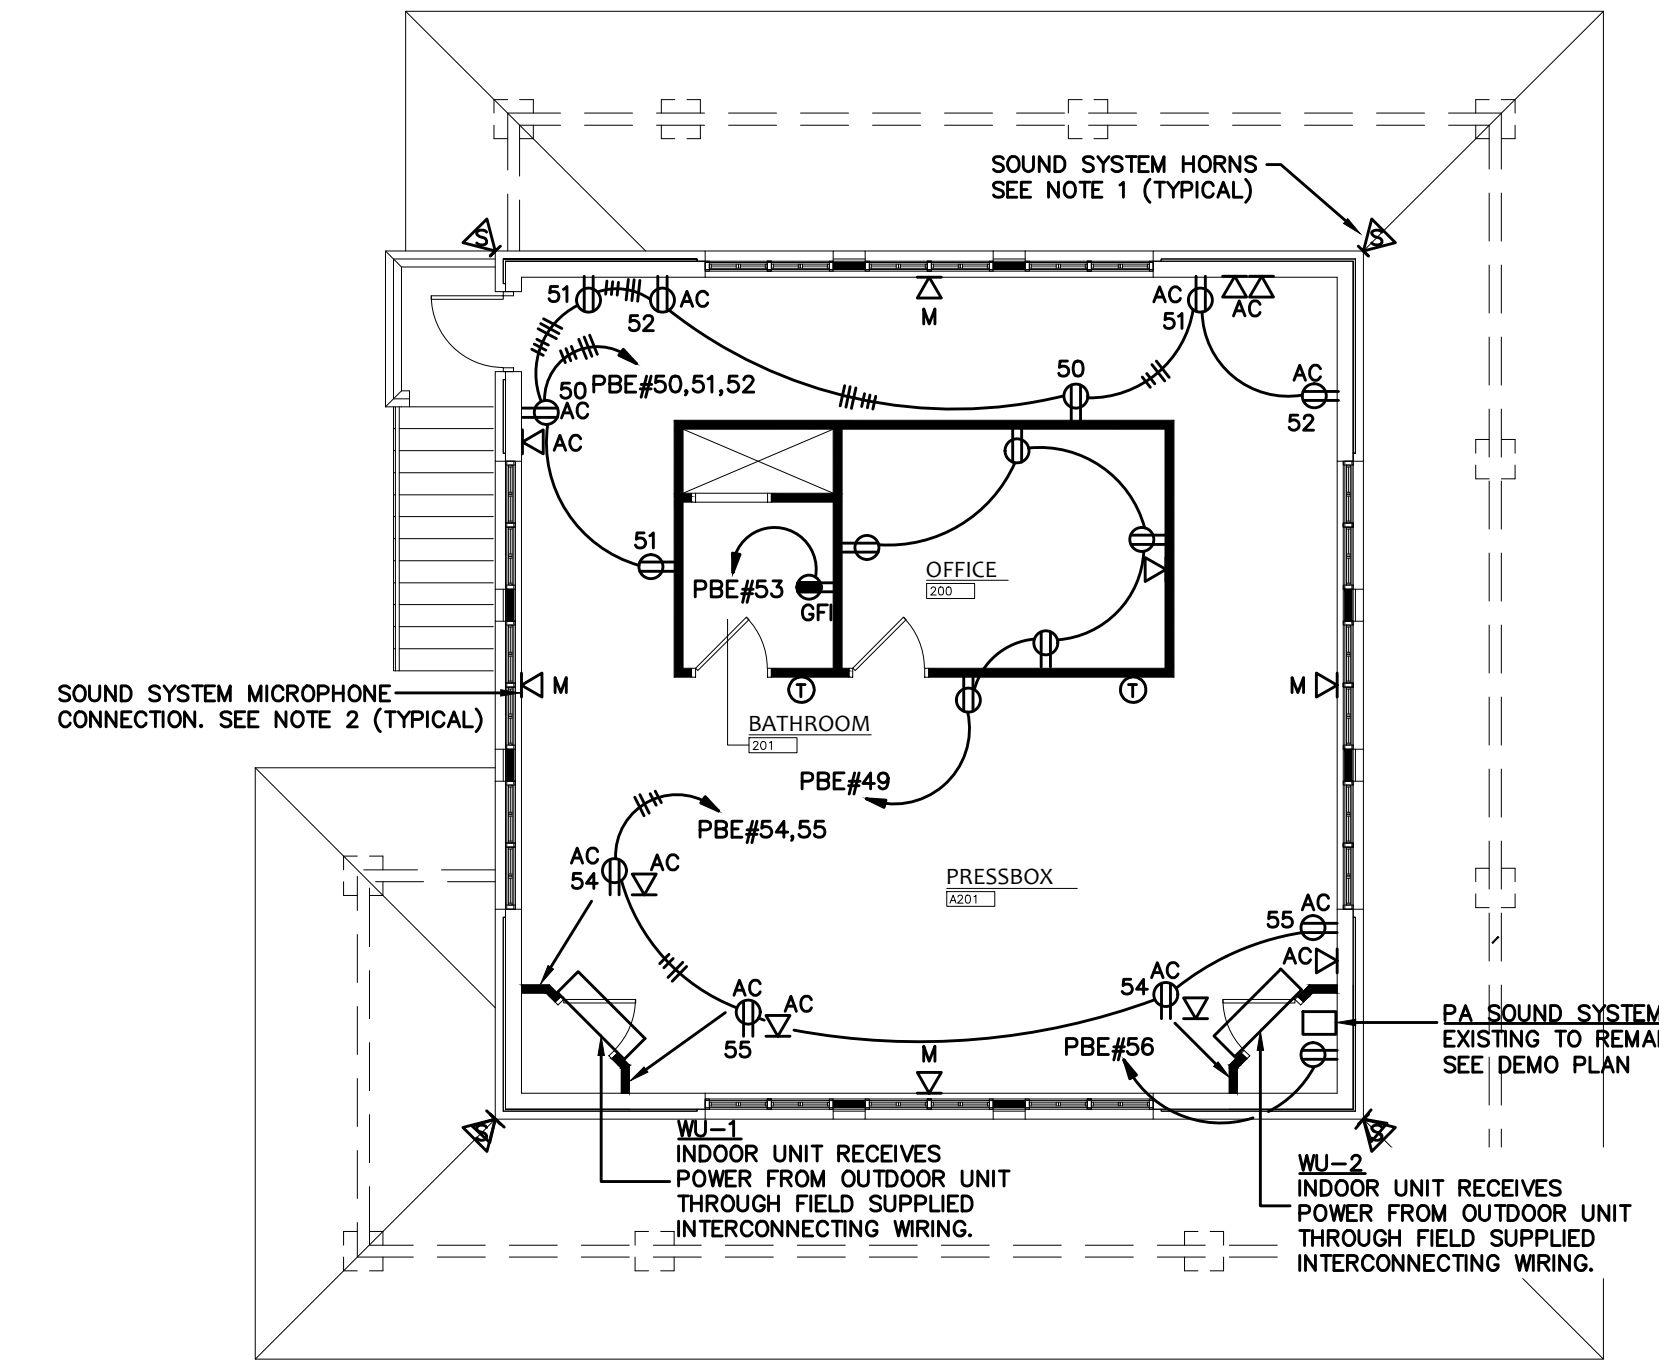 SOUND SYSTEM HORNS
SEE NOTE 1 (TYPICAL)
S
S
51
AC
52
M
AC
51
AC
PBE#50,51,52
50
AC
AC
50
AC
52
51
PBE#53
GFI
OFFICE
200
SOUND SYSTEM MICROPHONE
CONNECTION. SEE NOTE 2 (TYPICAL)
M
T
T
M
BATHROOM
201
PBE#49
PBE#54,55
AC
54
AC
PRESSBOX
A201
55
AC
AC
AC
55
AC
54
AC
M
PBE#56
PA SOUND SYSTEM
SEE DEMO PLAN
S
S
WU-1
INDOOR UNIT RECEIVES
POWER FROM OUTDOOR UNIT
THROUGH FIELD SUPPLIED
INTERCONNECTING WIRING.
WU-2
INDOOR UNIT RECEIVES
POWER FROM OUTDOOR UNIT
THROUGH FIELD SUPPLIED
INTERCONNECTING WIRING.
EXISTING TO